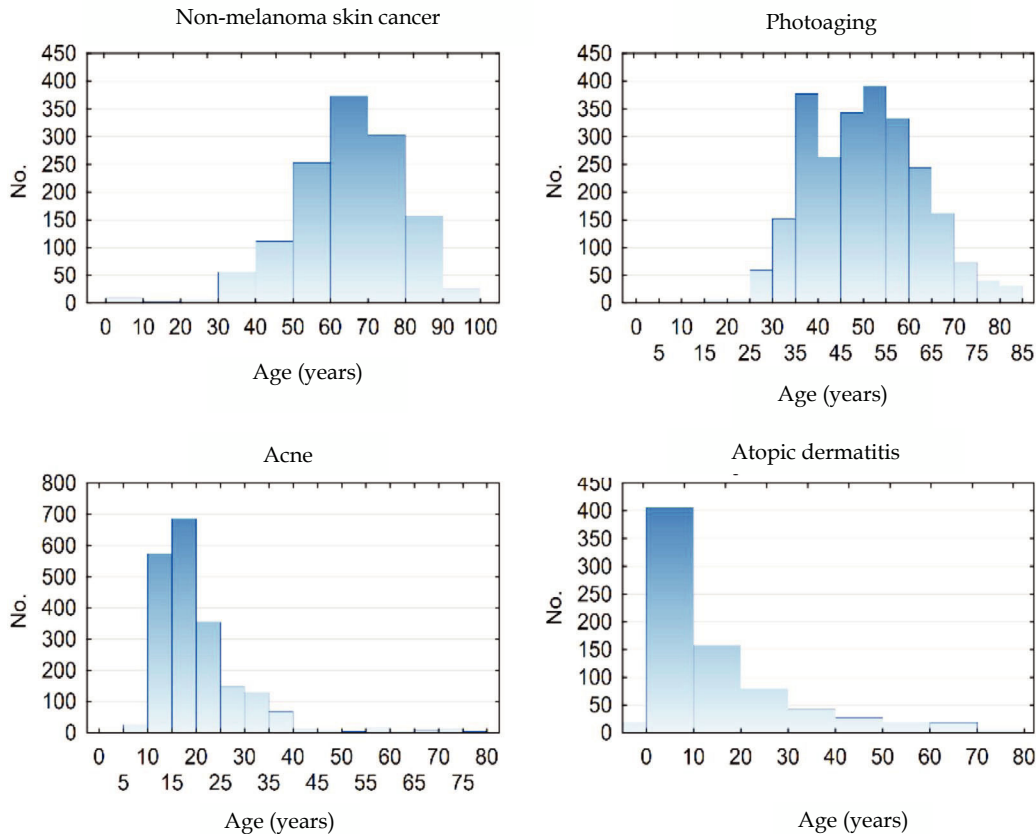 Non-melanoma skin cancer
450
400
350
300
250
200
150
100
50
0
No.
0 10 20 30 40 50 60 70 80 90 100
Age (years)
Photoaging
450
400
350
300
250
200
150
100
50
0
No.
0 10 20 30 40 50 60 70 80
5 15 25 35 45 55 65 75 85
Age (years)
Acne
800
700
600
500
400
300
200
100
0
No.
0 10 20 30 40 50 60 70 80
5 15 25 35 45 55 65 75
Age (years)
Atopic dermatitis
450
400
350
300
250
200
150
100
50
0
No.
0 10 20 30 40 50 60 70 80
Age (years)